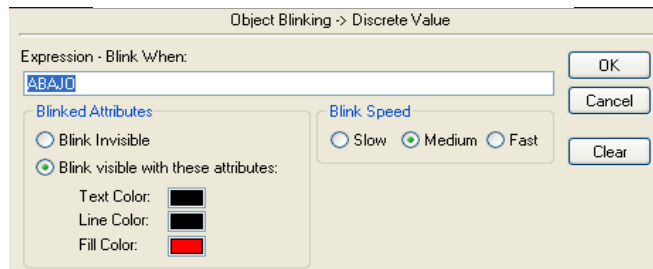 Object Blinking -> Discrete Value
Expression - Blink When:
ABAJO
OK
Cancel
Clear
Blinked Attributes
Blink Invisible
Blink visible with these attributes:
Text Color:
Line Color:
Fill Color:
Blink Speed
Slow Medium Fast